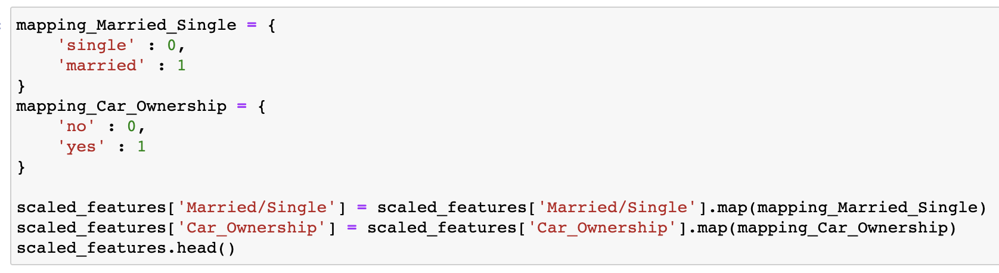 mapping_Married_Single = {
    'single' : 0,
    'married' : 1
}
mapping_Car_Ownership = {
    'no' : 0,
    'yes' : 1
}

scaled_features['Married/Single'] = scaled_features['Married/Single'].map(mapping_Married_Single)
scaled_features['Car_Ownership'] = scaled_features['Car_Ownership'].map(mapping_Car_Ownership)
scaled_features.head()